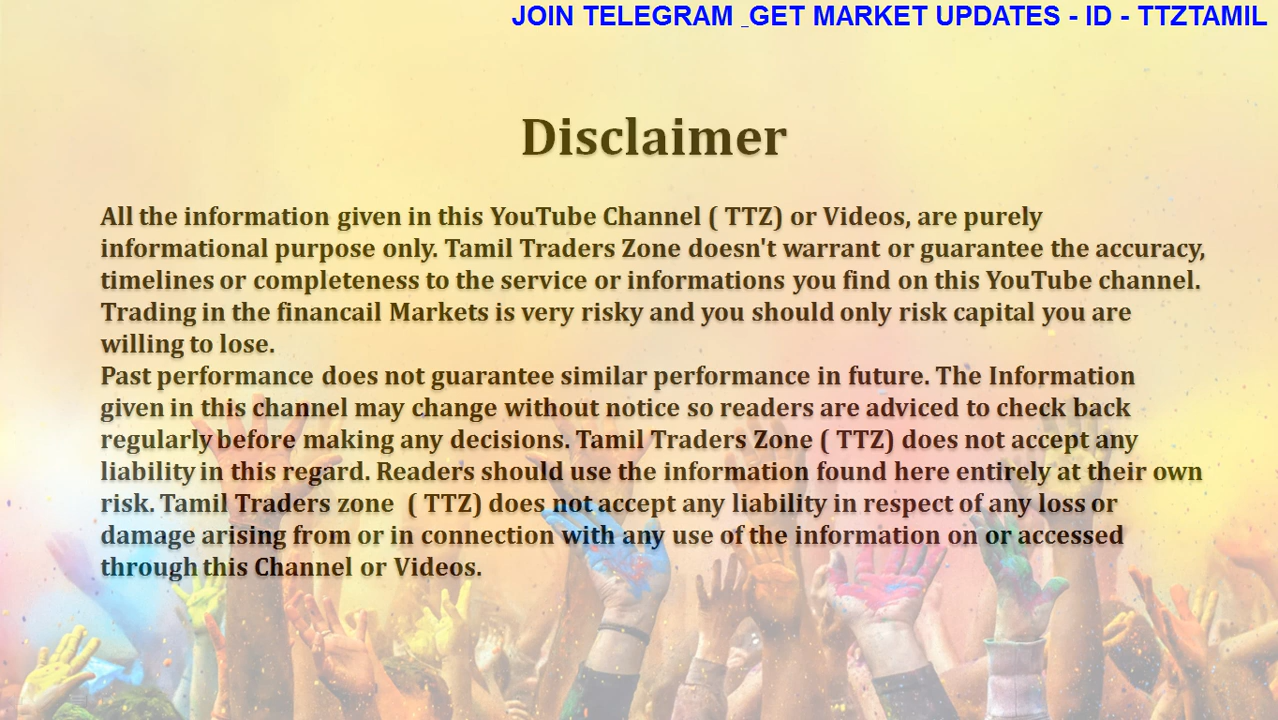 JOIN TELEGRAM _GET MARKET UPDATES - ID - TTZTAMIL
Disclaimer
All the information given in this YouTube Channel ( TTZ) or Videos, are purely
informational purpose only. Tamil Traders Zone doesn't warrant or guarantee the accuracy,
timelines or completeness to the service or informations you find on this YouTube channel.
Trading in the financail Markets is very risky and you should only risk capital you are
willing to lose.
Past performance does not guarantee similar performance in future. The Information
given in this channel may change without notice so readers are adviced to check back
regularly before making any decisions. Tamil Traders Zone ( TTZ) does not accept any
liability in this regard. Readers should use the information found here entirely at their own
risk. Tamil Traders zone  ( TTZ) does not accept any liability in respect of any loss or
damage arising from or in connection with any use of the information on or accessed
through this Channel or Videos.